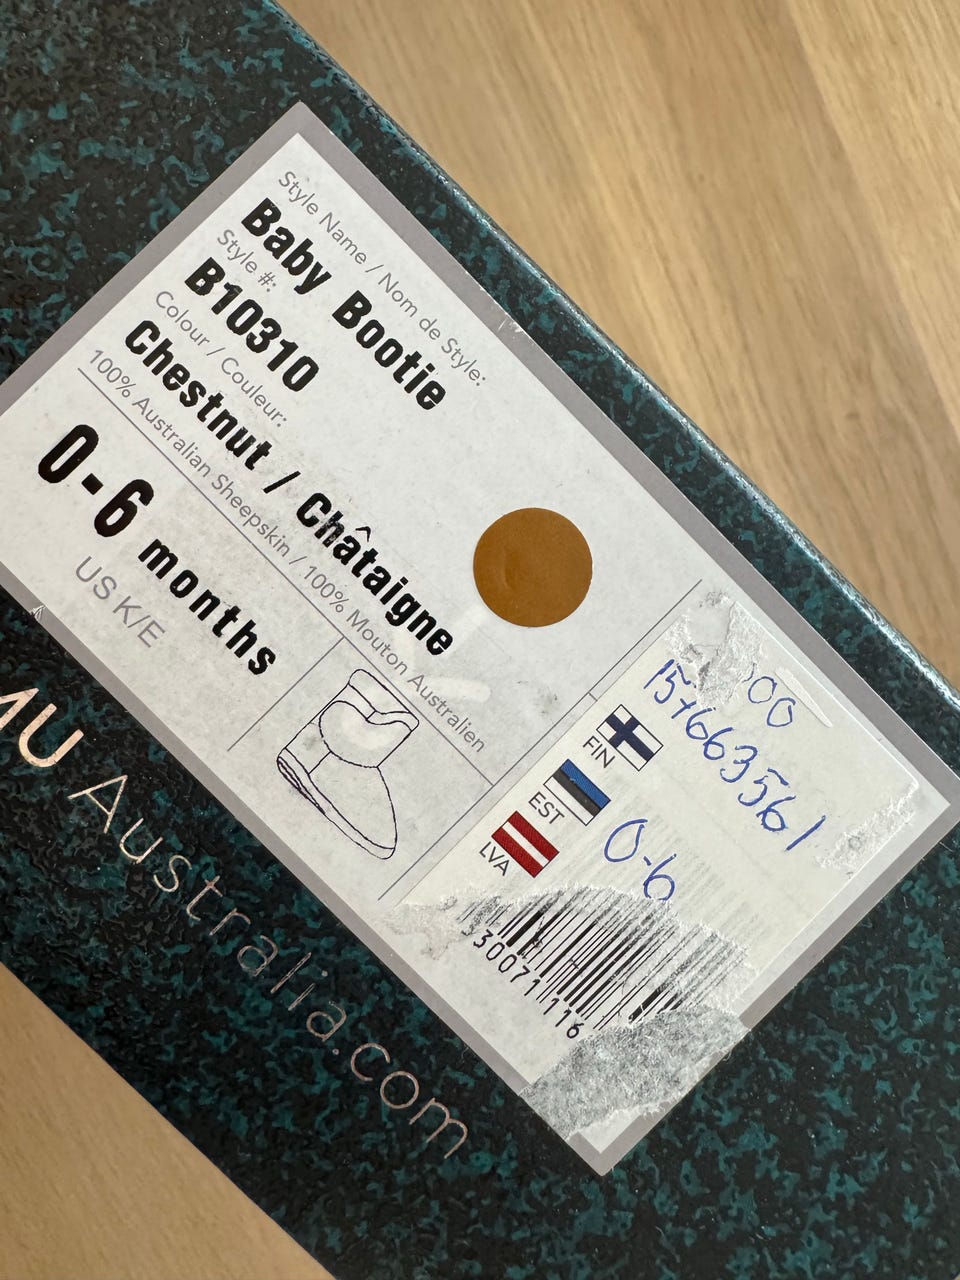 Style Name / Nom de Style:
Baby Bootie
Style #:
B10310
Colour / Couleur:
Chestnut / Châtaigne
100% Australian Sheepskin / 100% Mouton Australien
0-6 months
US K/E
FIN
EST
LVA
0-6
30071116
MU Australia.com